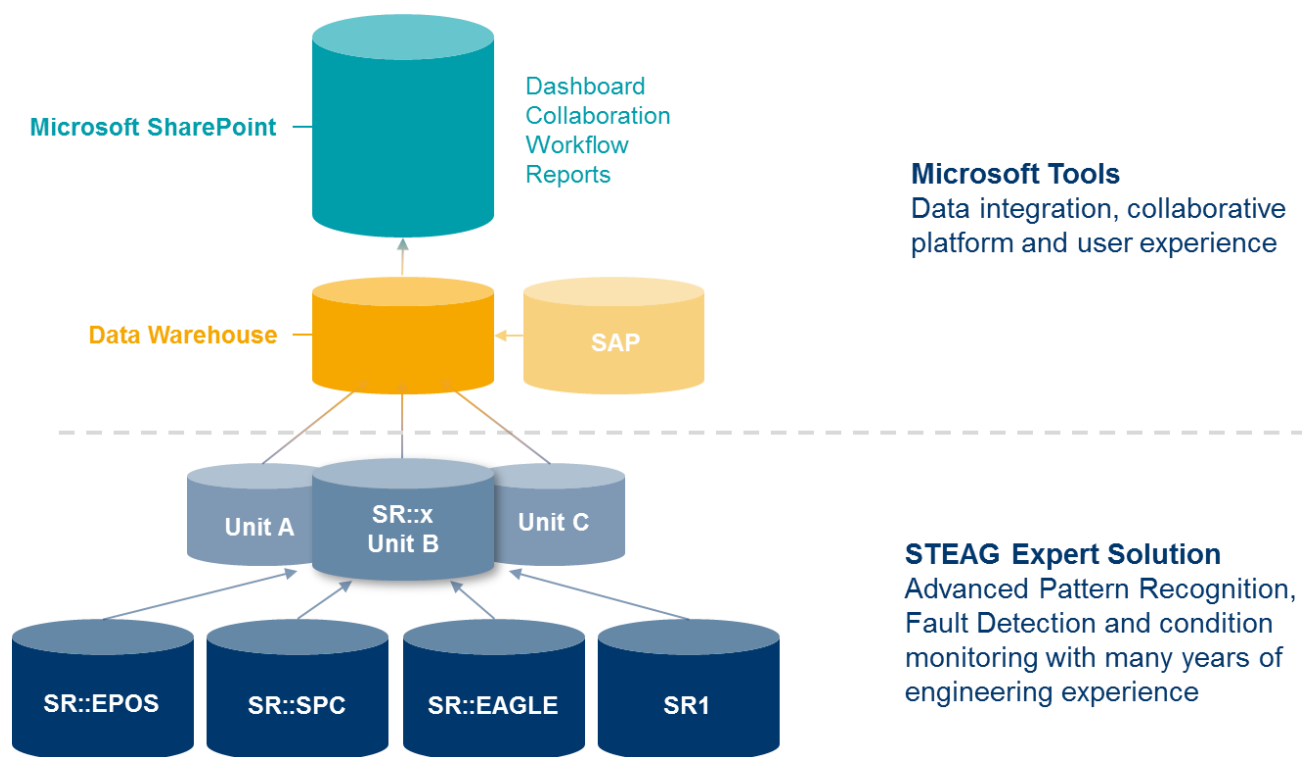 Dashboard
Collaboration
Workflow
Reports
Microsoft SharePoint
Microsoft Tools
Data integration, collaborative
platform and user experience
Data Warehouse
SAP
Unit A
SR::x
Unit B
Unit C
STEAG Expert Solution
Advanced Pattern Recognition,
Fault Detection and condition
monitoring with many years of
engineering experience
SR::EPOS
SR::SPC
SR::EAGLE
SR1